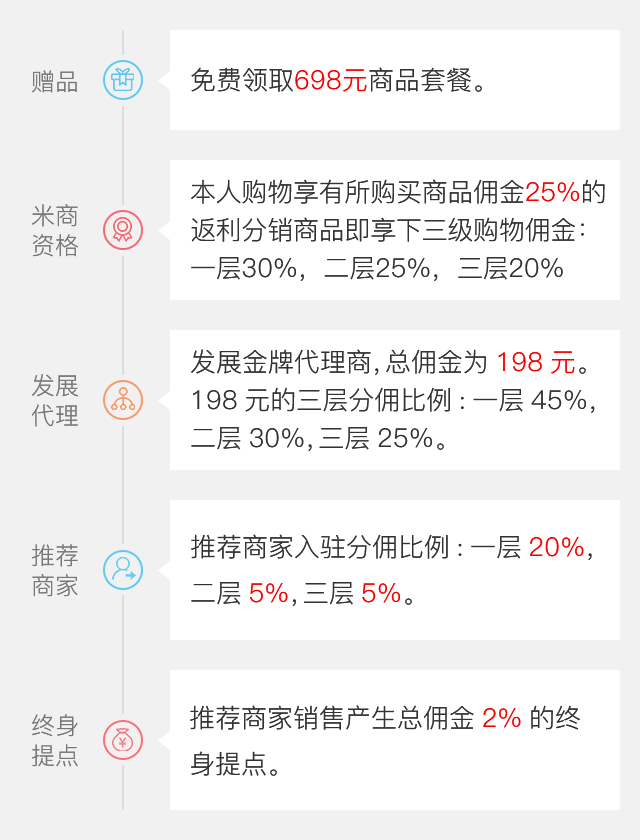 赠品
免费领取698元商品套餐。
米商
资格
本人购物享有所购买商品佣金25%的
返利分销商品即享下三级购物佣金：
一层30%，二层25%，三层20%
发展
代理
发展金牌代理商，总佣金为 198 元。
198 元的三层分佣比例：一层 45%，
二层 30%，三层 25%。
推荐
商家
推荐商家入驻分佣比例：一层 20%，
二层 5%，三层 5%。
终身
提点
推荐商家销售产生总佣金 2% 的终
身提点。